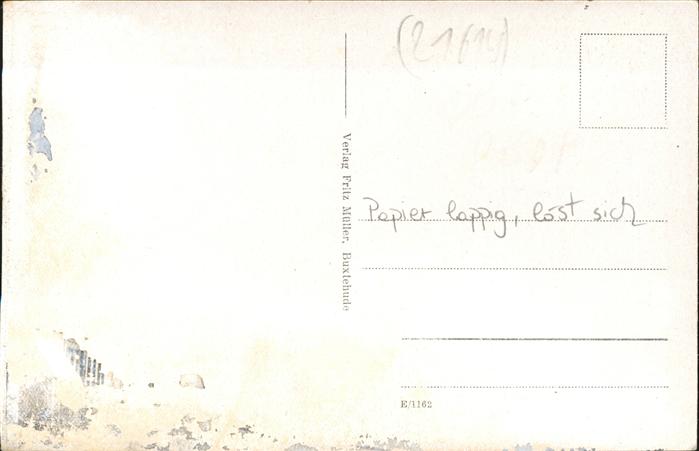 (21614)
Verlag Fritz Müller, Buxtehude
Papier lappig, löst sich
E/1162